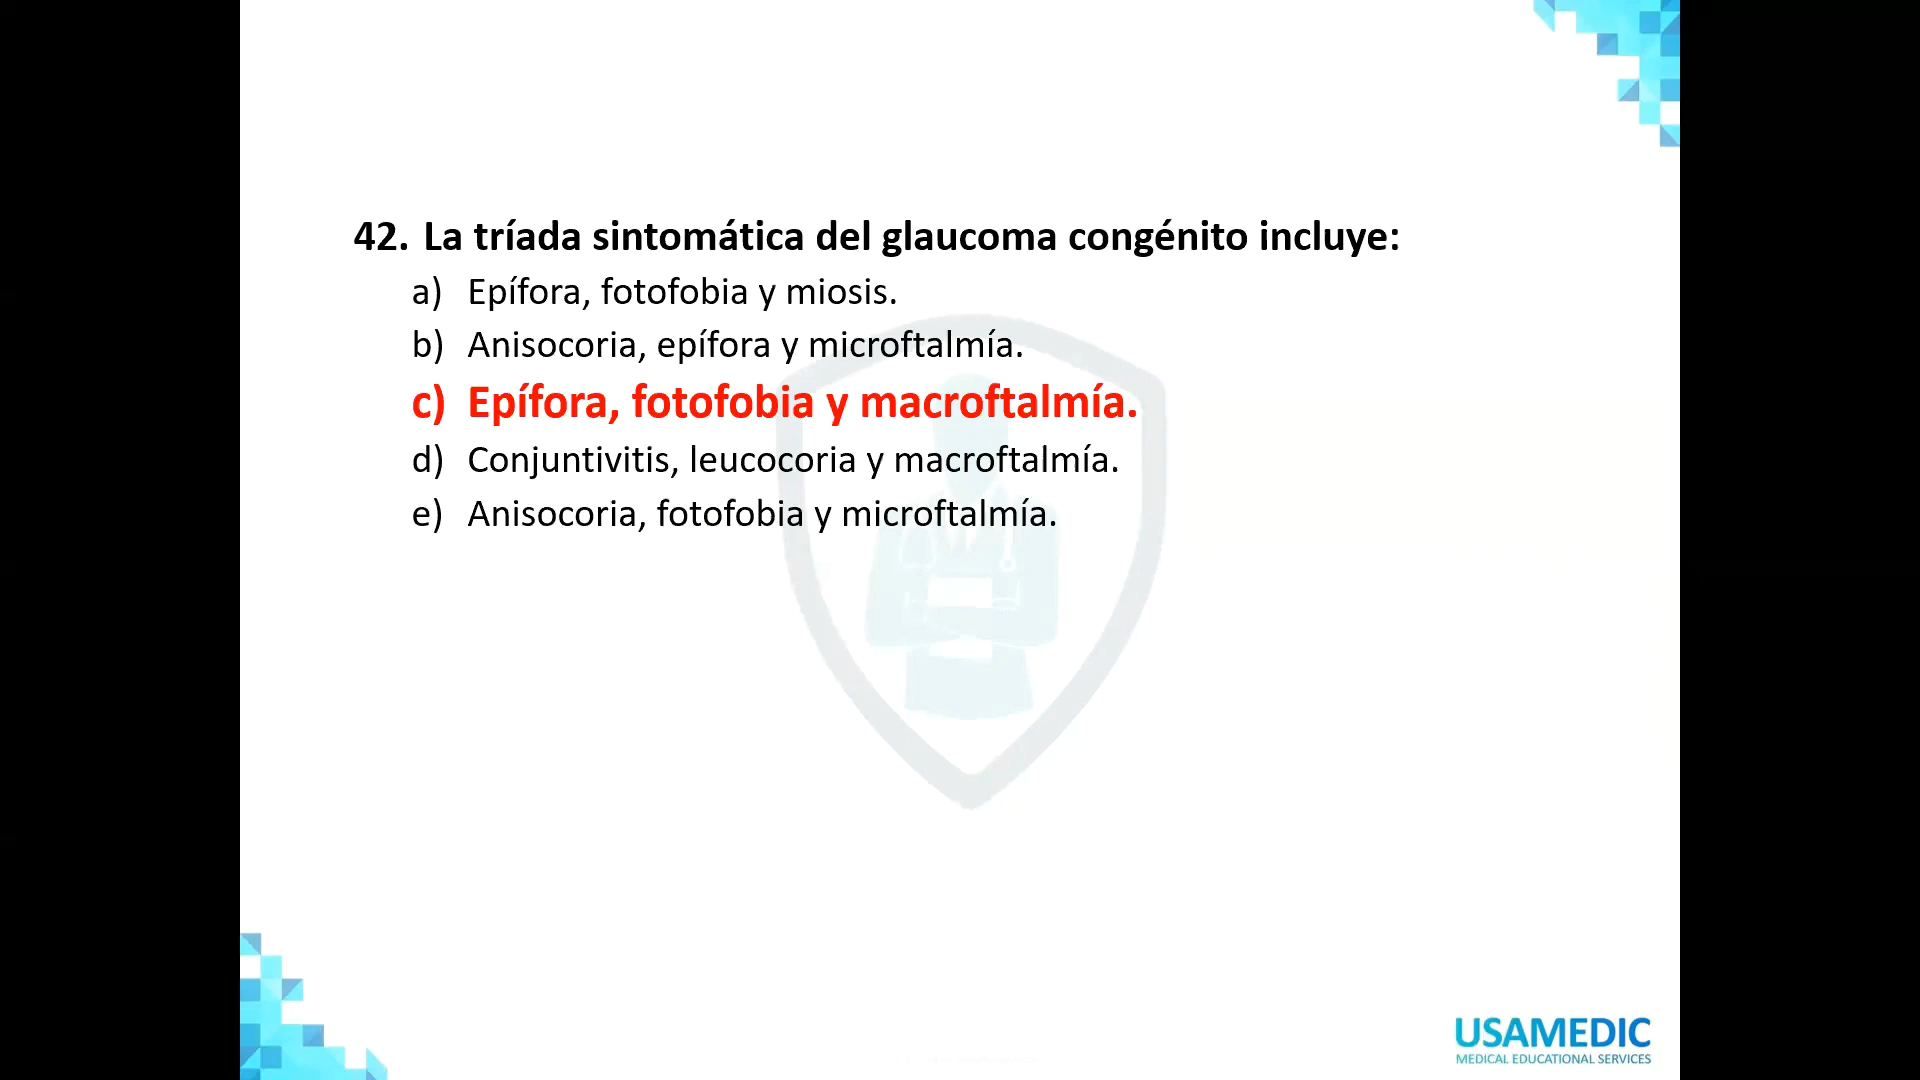 42. La tríada sintomática del glaucoma congénito incluye:
a) Epífora, fotofobia y miosis.
b) Anisocoria, epífora y microftalmía.
c) Epífora, fotofobia y macroftalmía.
d) Conjuntivitis, leucocoria y macroftalmía.
e) Anisocoria, fotofobia y microftalmía.
USAMEDIC
MEDICAL EDUCATIONAL SERVICES